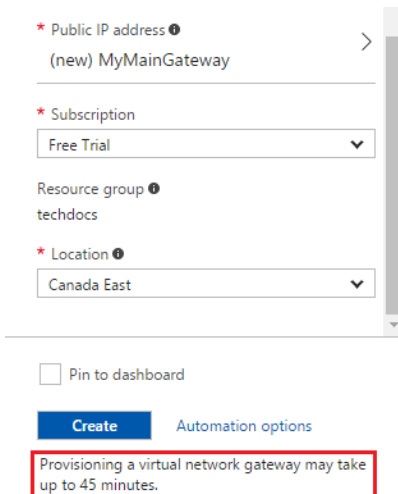 * Public IP address
(new) MyMainGateway
* Subscription
Free Trial
Resource group
techdocs
* Location
Canada East
Pin to dashboard
Create Automation options
Provisioning a virtual network gateway may take
up to 45 minutes.